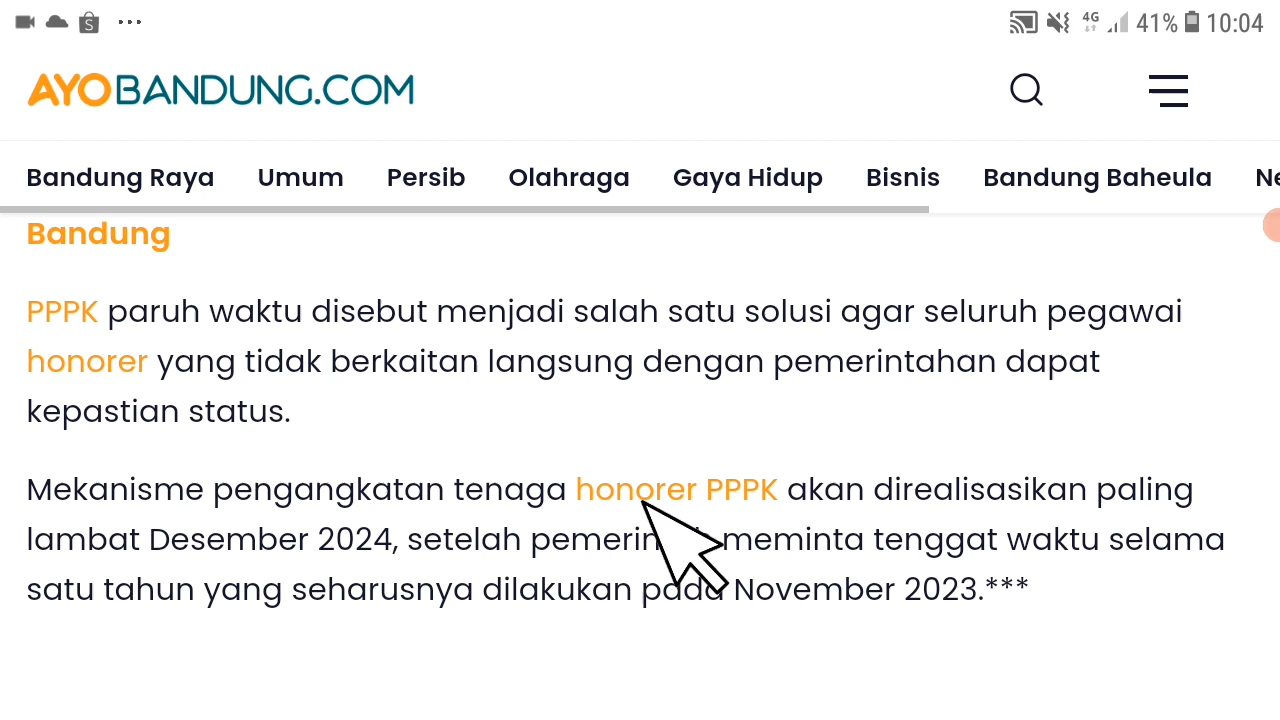 4G 41% 10:04
AYOBANDUNG.COM
Bandung Raya Umum Persib Olahraga Gaya Hidup Bisnis Bandung Baheula
Bandung
PPPK paruh waktu disebut menjadi salah satu solusi agar seluruh pegawai
honorer yang tidak berkaitan langsung dengan pemerintahan dapat
kepastian status.
Mekanisme pengangkatan tenaga honorer PPPK akan direalisasikan paling
lambat Desember 2024, setelah meminta tenggat waktu selama
satu tahun yang seharusnya dilakukan pada November 2023.***